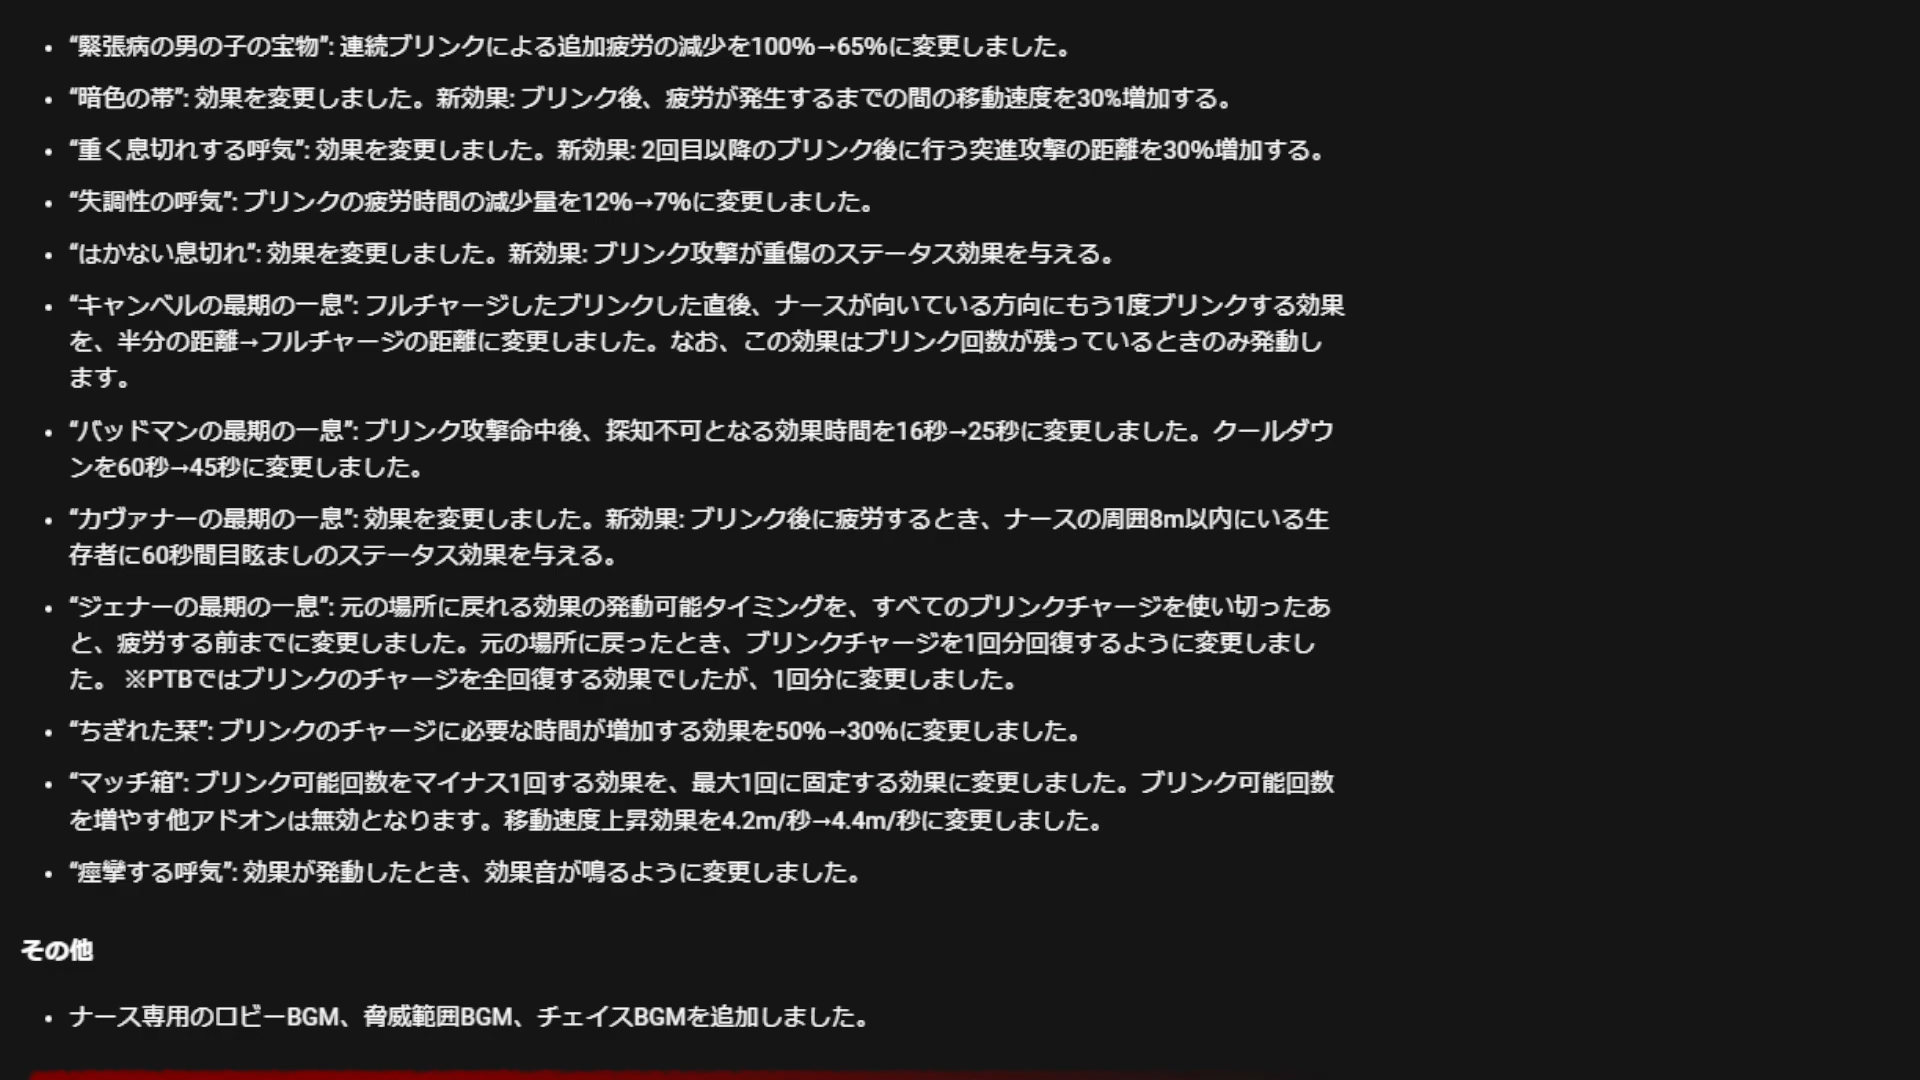 • “緊張病の男の子の宝物”: 連続ブリンクによる追加疲労の減少を100%→65%に変更しました。
• “暗色の帯”: 効果を変更しました。新効果: ブリンク後、疲労が発生するまでの間の移動速度を30%増加する。
• “重く息切れする呼気”: 効果を変更しました。新効果: 2回目以降のブリンク後に行う突進攻撃の距離を30%増加する。
• “失調性の呼気”: ブリンクの疲労時間の減少量を12%→7%に変更しました。
• “はかない息切れ”: 効果を変更しました。新効果: ブリンク攻撃が重傷のステータス効果を与える。
• “キャンベルの最期の一息”: フルチャージしたブリンクした直後、ナースが向いている方向にもう1度ブリンクする効果
を、半分の距離→フルチャージの距離に変更しました。なお、この効果はブリンク回数が残っているときのみ発動し
ます。
• “バッドマンの最期の一息”: ブリンク攻撃命中後、探知不可となる効果時間を16秒→25秒に変更しました。クールダウ
ンを60秒→45秒に変更しました。
• “カヴァナーの最期の一息”: 効果を変更しました。新効果: ブリンク後に疲労するとき、ナースの周囲8m以内にいる生
存者に60秒間目眩ましのステータス効果を与える。
• “ジェナーの最期の一息”: 元の場所に戻れる効果の発動可能タイミングを、すべてのブリンクチャージを使い切ったあ
と、疲労する前までに変更しました。元の場所に戻ったとき、ブリンクチャージを1回分回復するように変更しまし
た。 ※PTBではブリンクのチャージを全回復する効果でしたが、1回分に変更しました。
• “ちぎれた栞”: ブリンクのチャージに必要な時間が増加する効果を50%→30%に変更しました。
• “マッチ箱”: ブリンク可能回数をマイナス1回する効果を、最大1回に固定する効果に変更しました。ブリンク可能回数
を増やす他アドオンは無効となります。移動速度上昇効果を4.2m/秒→4.4m/秒に変更しました。
• “痙攣する呼気”: 効果が発動したとき、効果音が鳴るように変更しました。
その他
• ナース専用のロビーBGM、脅威範囲BGM、チェイスBGMを追加しました。